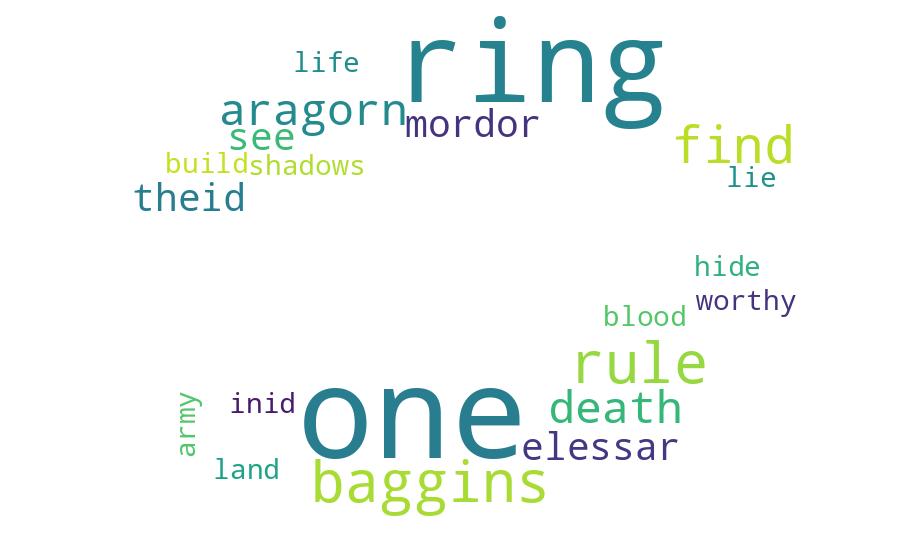 ring
life
aragorn
mordor
see
find
build
shadows
lie
theid
hide
worthy
blood
rule
one
inid
army
death
elessar
land
baggins